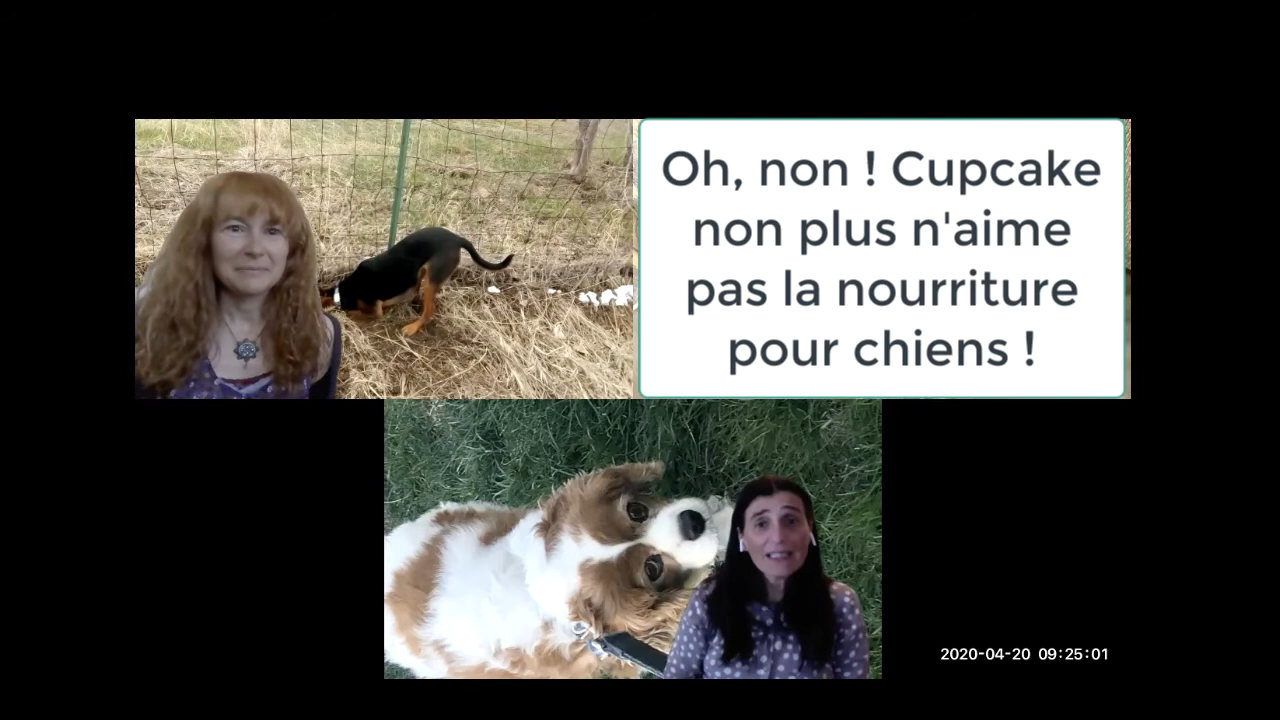 Oh, non ! Cupcake
non plus n'aime
pas la nourriture
pour chiens !
2020-04-20 09:25:01